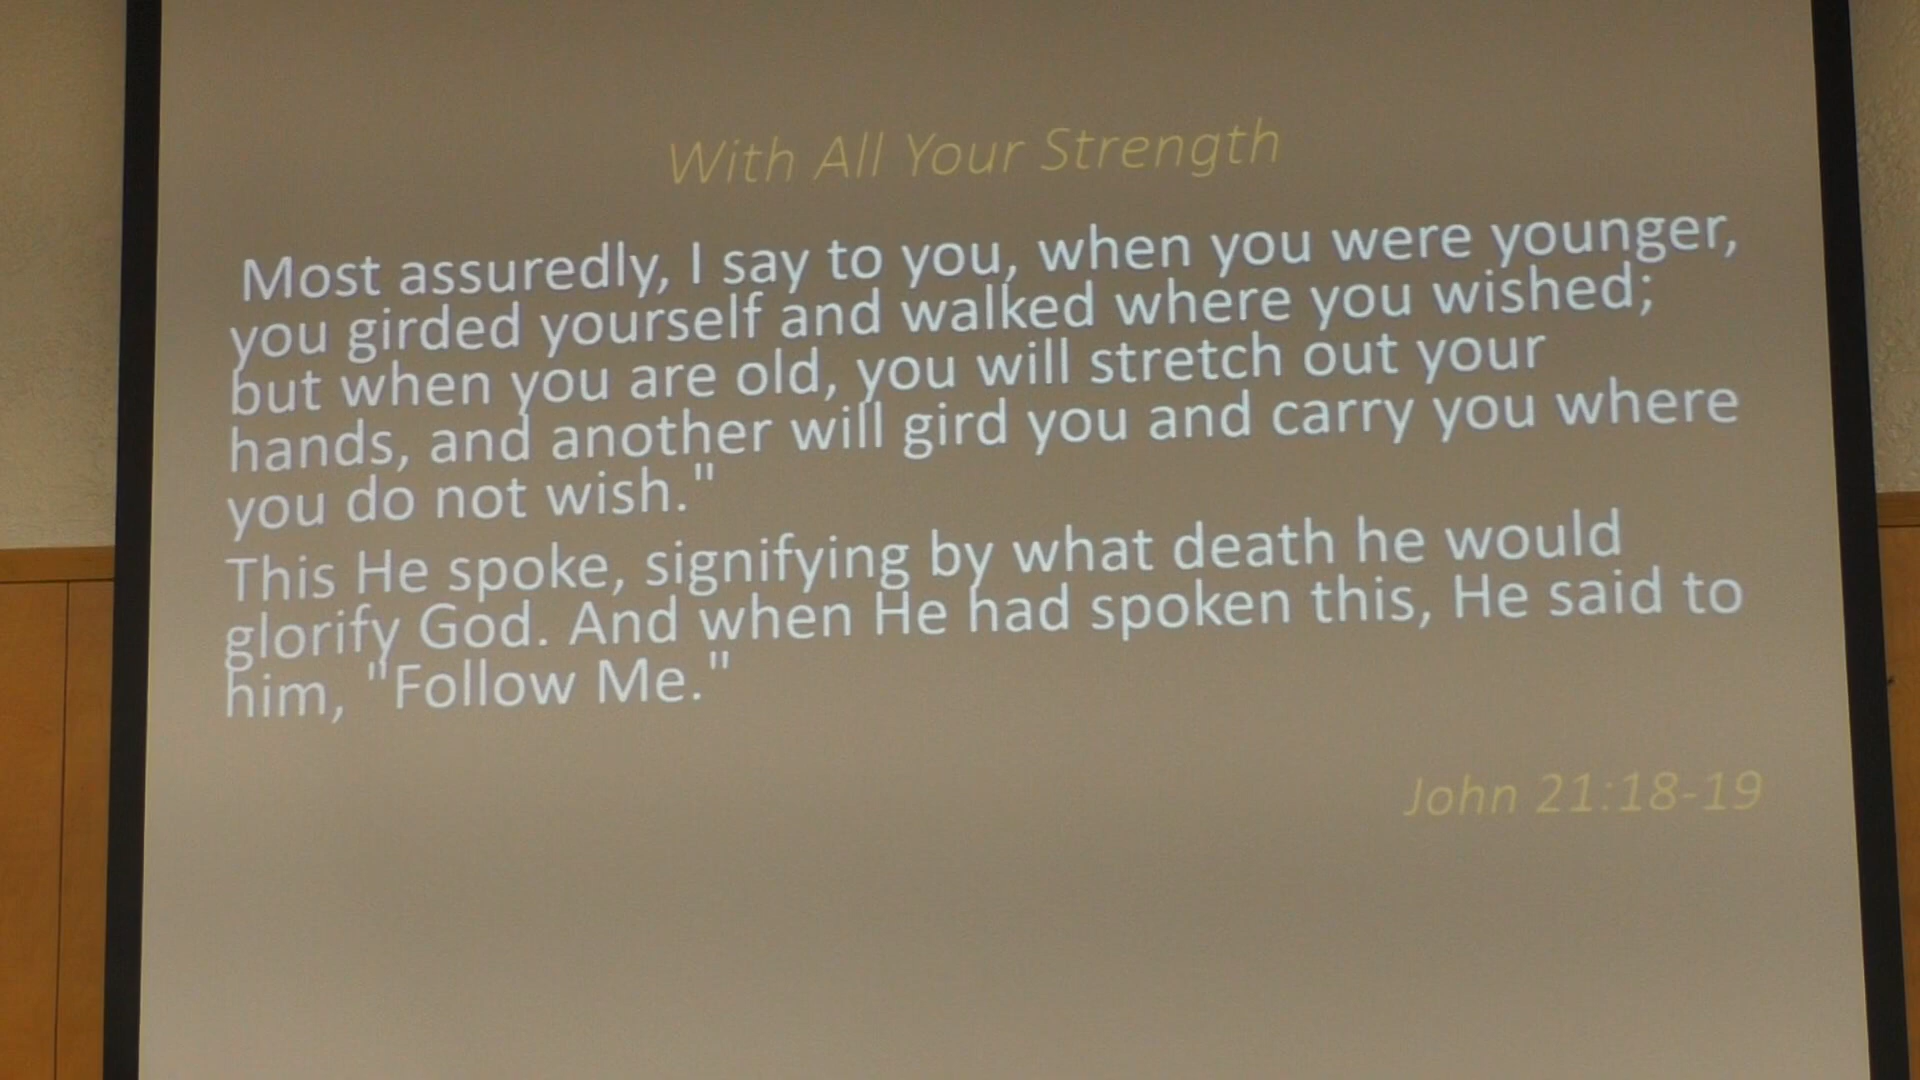 With All Your Strength
Most assuredly, I say to you, when you were younger,
you girded yourself and walked where you wished;
but when you are old, you will stretch out your
hands, and another will gird you and carry you where
you do not wish."
This He spoke, signifying by what death he would
glorify God. And when He had spoken this, He said to
him, "Follow Me."
John 21:18-19